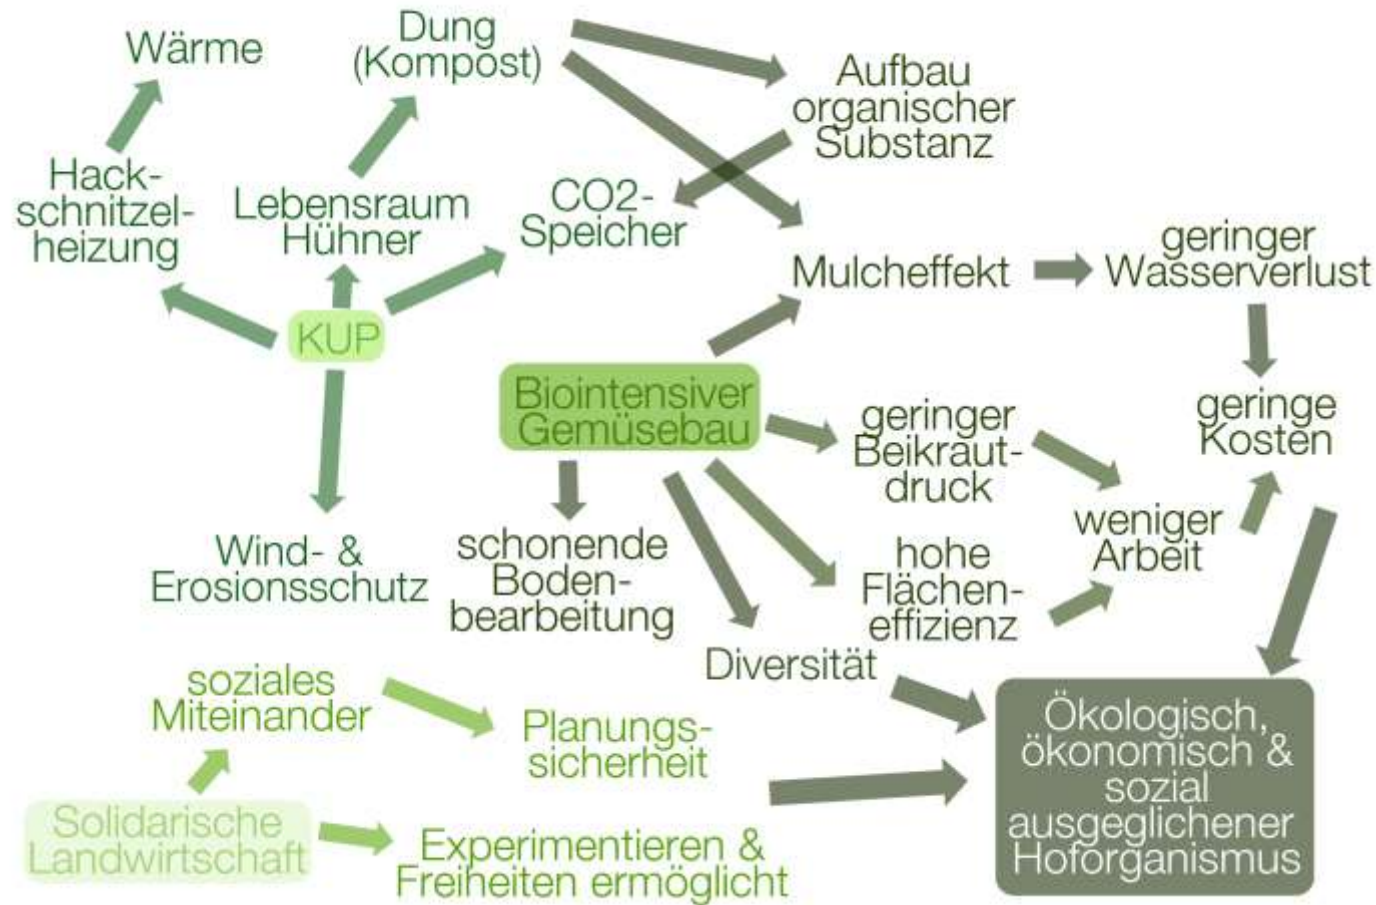 Wärme
Dung
(Kompost)
Aufbau
organischer
Substanz
Hack-
schnitzel-
heizung
Lebensraum
Hühner
CO2-
Speicher
Mulcheffekt
geringer
Wasserverlust
KUP
Biointensiver
Gemüsebau
geringer
Beikraut-
druck
geringe
Kosten
Wind- &
Erosionsschutz
schonende
Boden-
bearbeitung
hohe
Flächen-
effizienz
weniger
Arbeit
Diversität
soziales
Miteinander
Planungs-
sicherheit
Solidarische
Landwirtschaft
Experimentieren &
Freiheiten ermöglicht
Ökologisch,
ökonomisch &
sozial
ausgeglichener
Hoforganismus